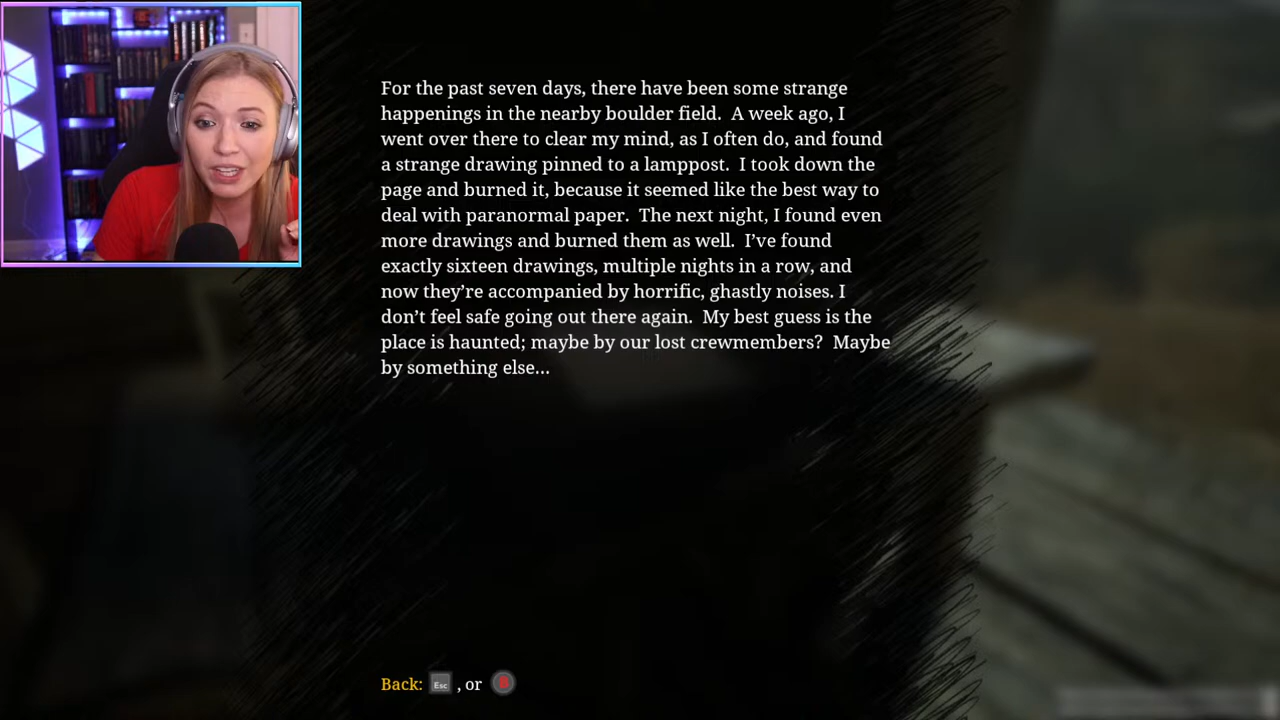 For the past seven days, there have been some strange
happenings in the nearby boulder field.  A week ago, I
went over there to clear my mind, as I often do, and found
a strange drawing pinned to a lamppost.  I took down the
page and burned it, because it seemed like the best way to
deal with paranormal paper.  The next night, I found even
more drawings and burned them as well.  I’ve found
exactly sixteen drawings, multiple nights in a row, and
now they’re accompanied by horrific, ghastly noises. I
don’t feel safe going out there again.  My best guess is the
place is haunted; maybe by our lost crewmembers?  Maybe
by something else…
Back: Esc , or B